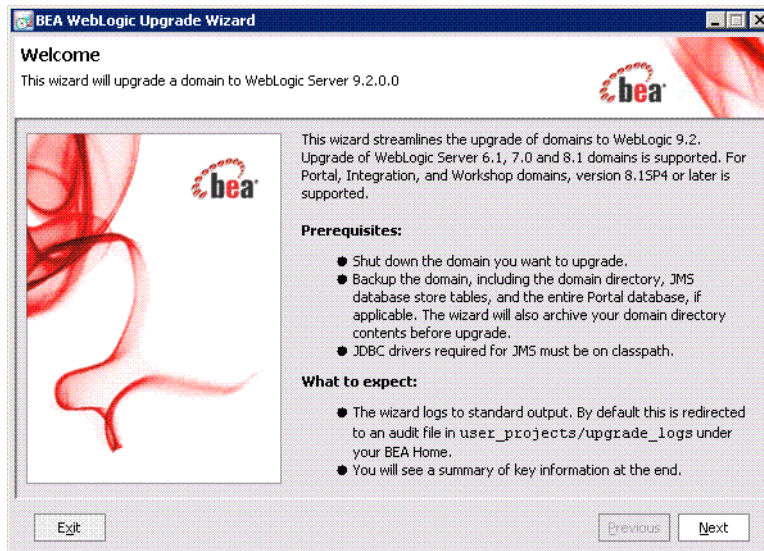 BEA WebLogic Upgrade Wizard
Welcome
This wizard will upgrade a domain to WebLogic Server 9.2.0.0
bea
bea
This wizard streamlines the upgrade of domains to WebLogic 9.2.
Upgrade of WebLogic Server 6.1, 7.0 and 8.1 domains is supported. For
Portal, Integration, and Workshop domains, version 8.1SP4 or later is
supported.
Prerequisites:
● Shut down the domain you want to upgrade.
● Backup the domain, including the domain directory, JMS
database store tables, and the entire Portal database, if
applicable. The wizard will also archive your domain directory
contents before upgrade.
● JDBC drivers required for JMS must be on classpath.
What to expect:
● The wizard logs to standard output. By default this is redirected
to an audit file in user_projects/upgrade_logs under
your BEA Home.
● You will see a summary of key information at the end.
Exit
Previous
Next